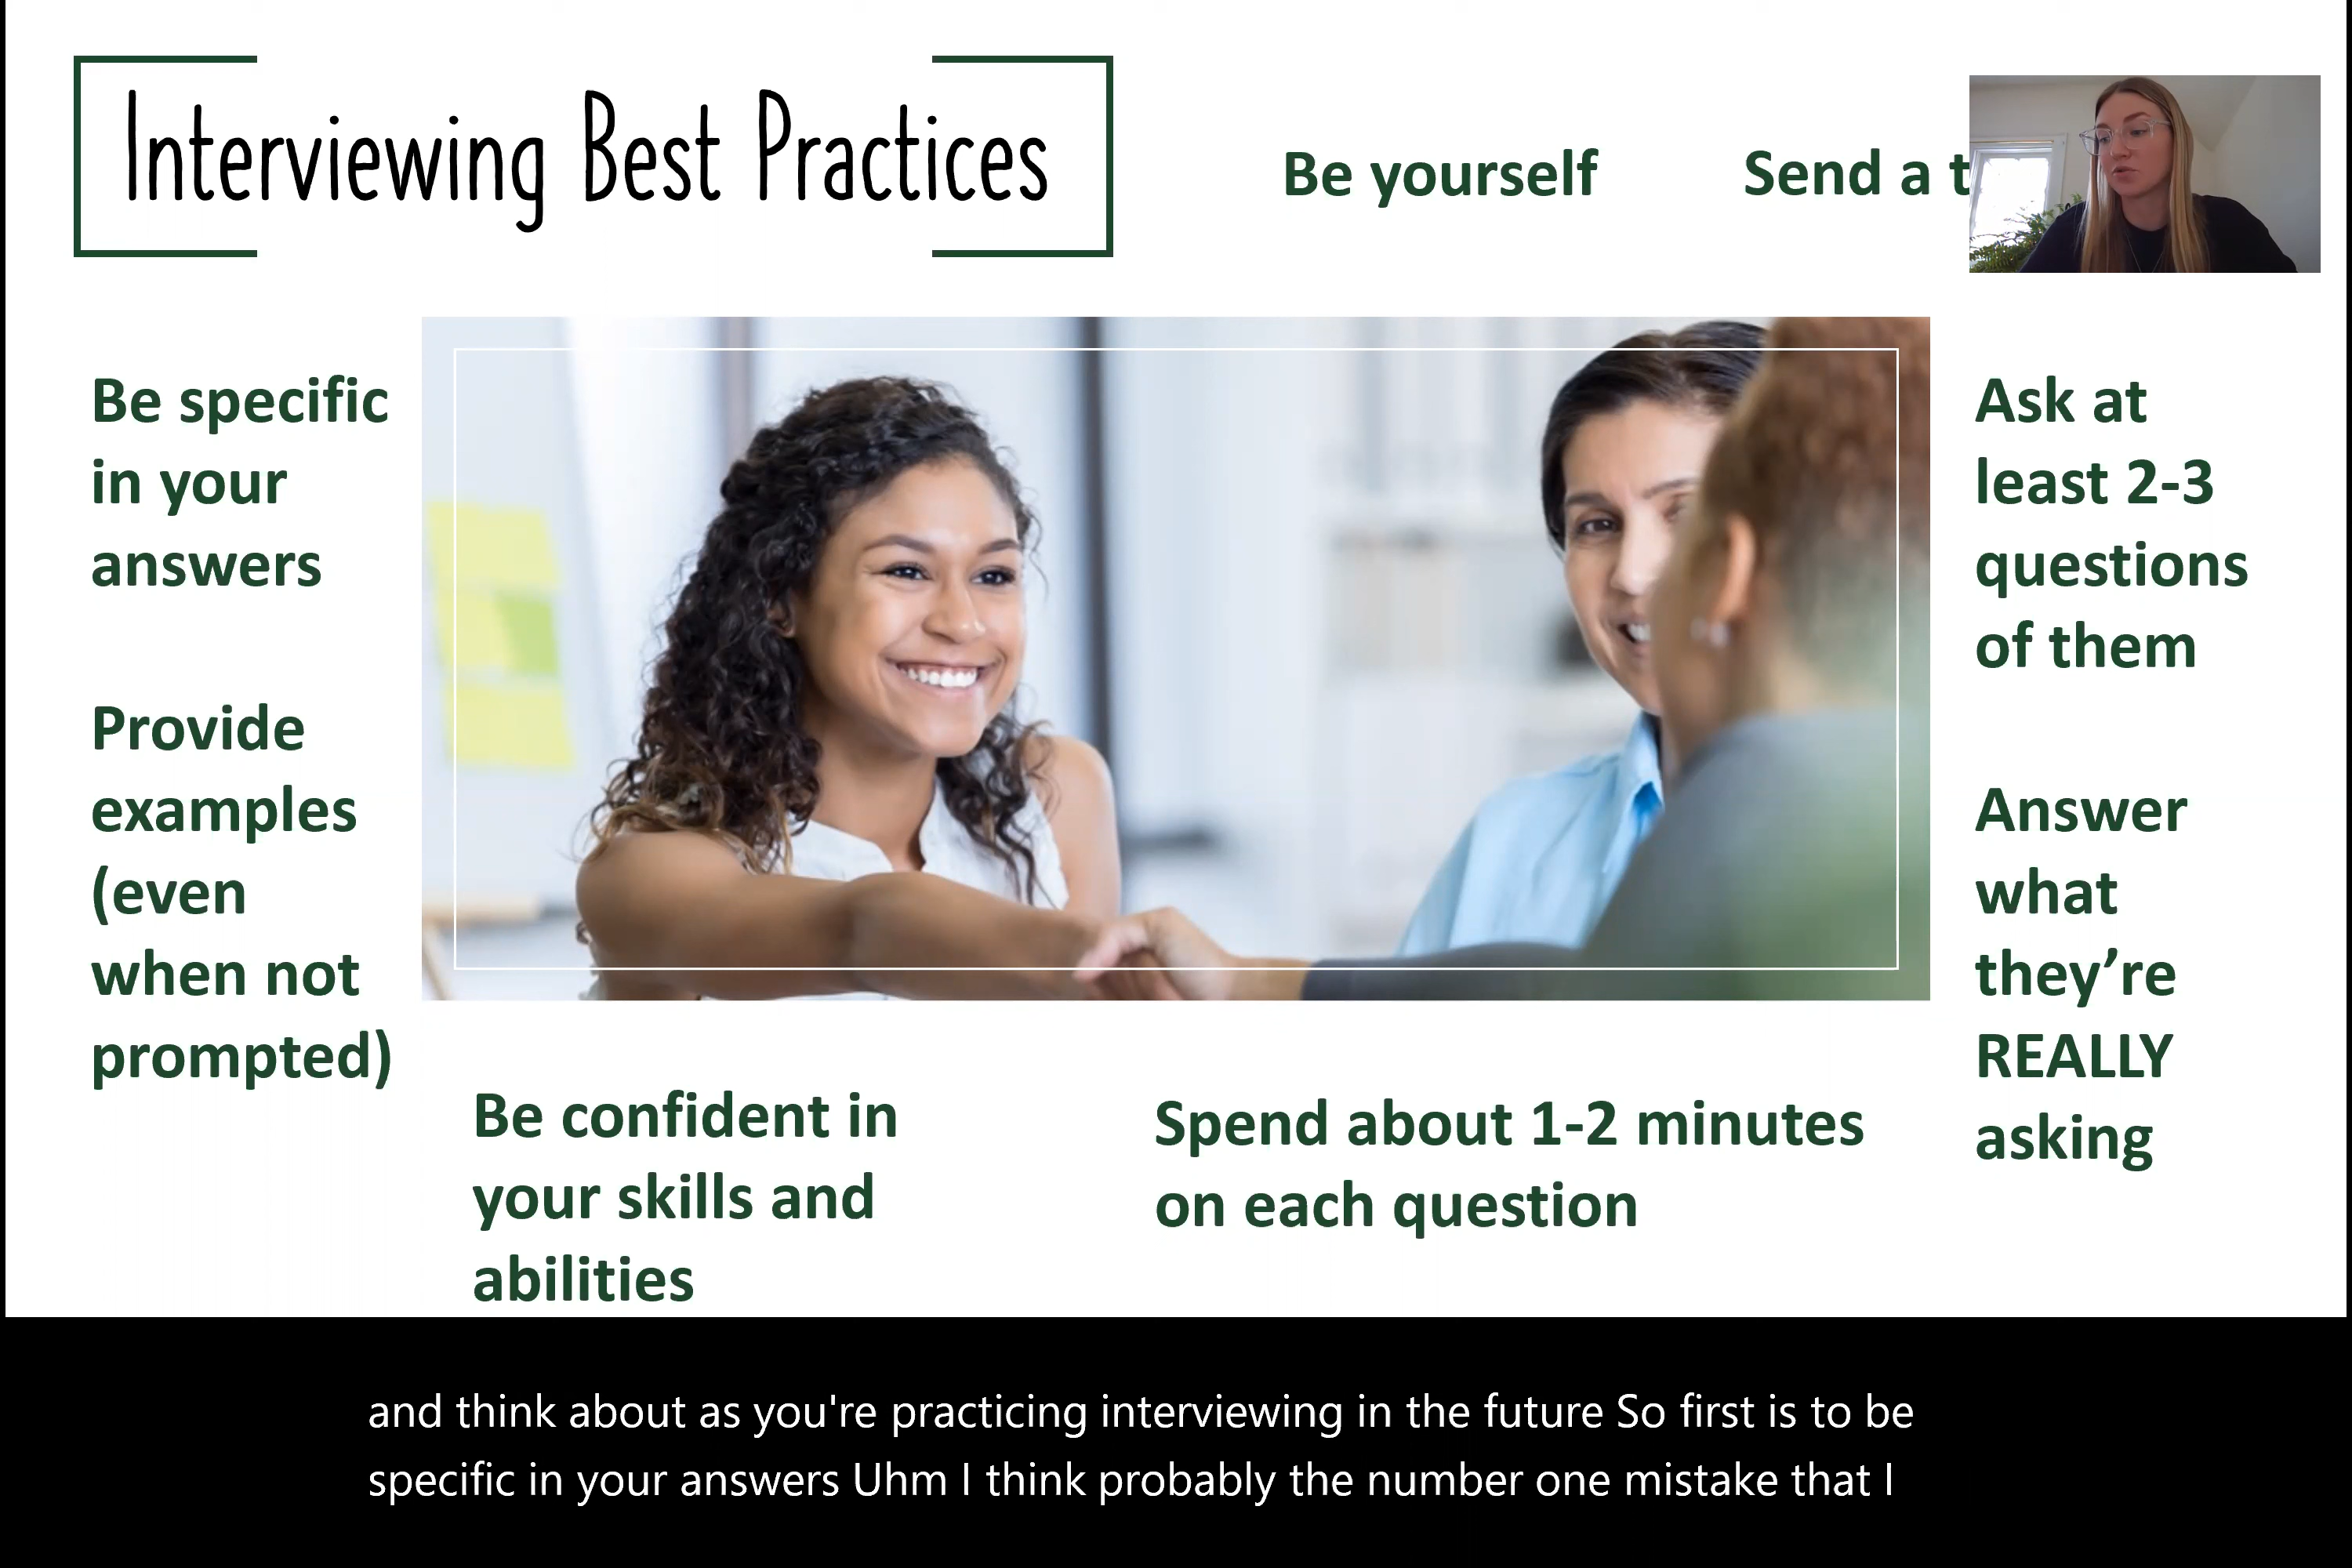 Interviewing Best Practices
Be yourself
Send a t
Be specific
in your
answers
Provide
examples
(even
when not
prompted)
Ask at
least 2-3
questions
of them
Answer
what
they’re
REALLY
asking
Be confident in
your skills and
abilities
Spend about 1-2 minutes
on each question
and think about as you're practicing interviewing in the future So first is to be
specific in your answers Uhm I think probably the number one mistake that I